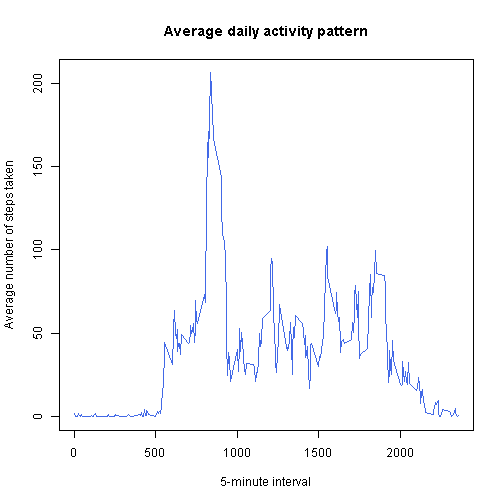 Average daily activity pattern
Average number of steps taken
200
150
100
50
0
0 500 1000 1500 2000
5-minute interval